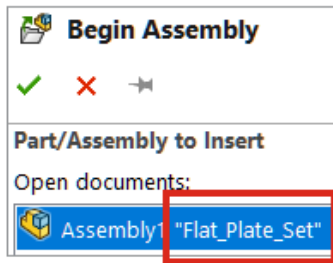 Begin Assembly
Part/Assembly to Insert
Open documents:
Assembly1 "Flat_Plate_Set"